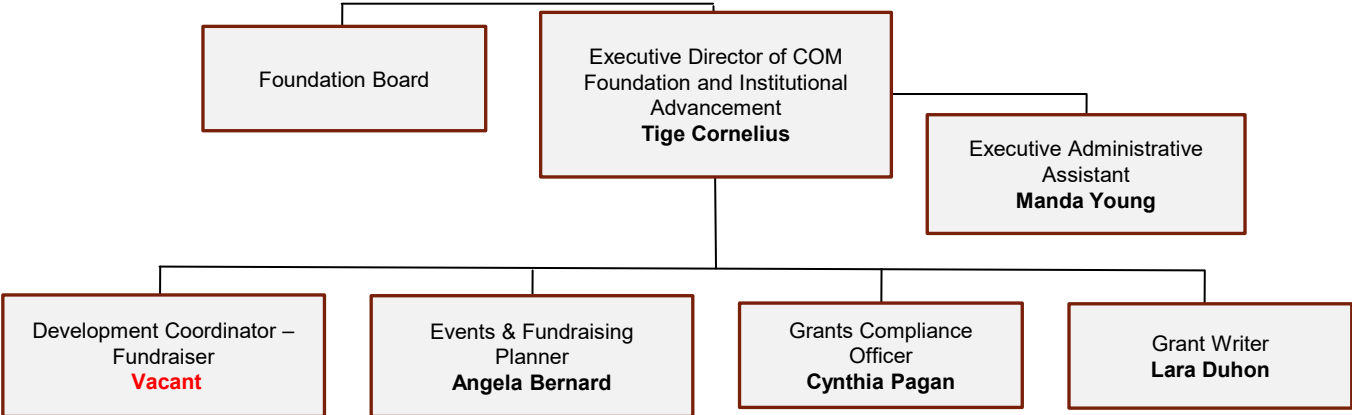 Foundation Board
Executive Director of COM
Foundation and Institutional
Advancement
Tige Cornelius
Executive Administrative
Assistant
Manda Young
Development Coordinator –
Fundraiser
Vacant
Events & Fundraising
Planner
Angela Bernard
Grants Compliance
Officer
Cynthia Pagan
Grant Writer
Lara Duhon